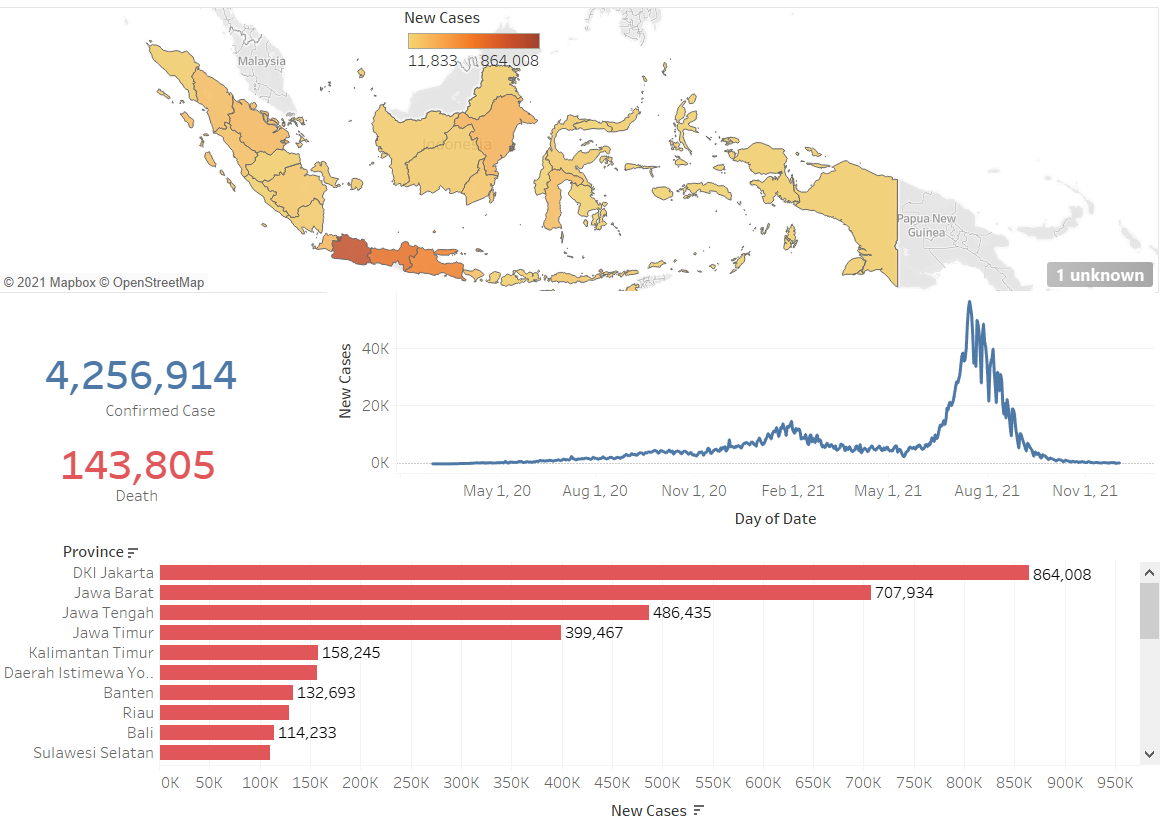 New Cases
11,833 864,008
Malaysia
Indonesia
Papua New
Guinea
© 2021 Mapbox © OpenStreetMap
1 unknown
4,256,914
Confirmed Case
143,805
Death
New Cases
40K
20K
0K
May 1, 20 Aug 1, 20 Nov 1, 20 Feb 1, 21 May 1, 21 Aug 1, 21 Nov 1, 21
Day of Date
Province
DKI Jakarta 864,008
Jawa Barat 707,934
Jawa Tengah 486,435
Jawa Timur 399,467
Kalimantan Timur 158,245
Daerah Istimewa Yo..
Banten 132,693
Riau
Bali 114,233
Sulawesi Selatan
0K 50K 100K 150K 200K 250K 300K 350K 400K 450K 500K 550K 600K 650K 700K 750K 800K 850K 900K 950K
New Cases